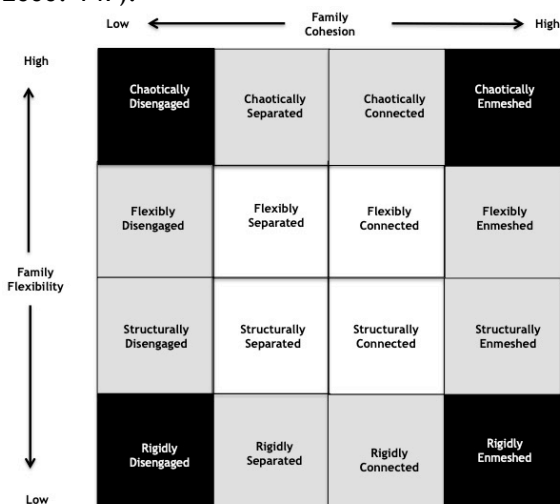 Low
Family
Cohesion
High
High
Chaotically
Disengaged
Chaotically
Separated
Chaotically
Connected
Chaotically
Enmeshed
Flexibly
Disengaged
Flexibly
Separated
Flexibly
Connected
Flexibly
Enmeshed
Family
Flexibility
Structurally
Disengaged
Structurally
Separated
Structurally
Connected
Structurally
Enmeshed
Rigidly
Disengaged
Rigidly
Separated
Rigidly
Connected
Rigidly
Enmeshed
Low